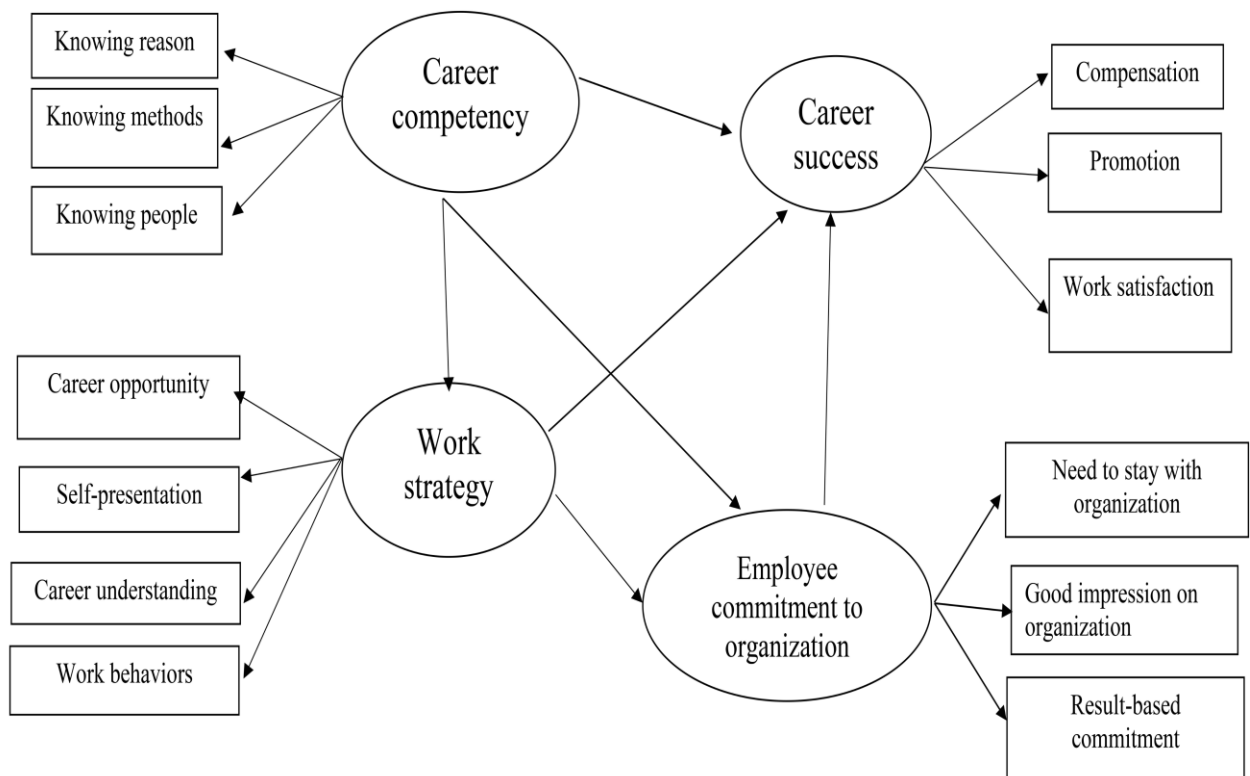 Knowing reason
Knowing methods
Knowing people
Career
competency
Career
success
Compensation
Promotion
Work satisfaction
Career opportunity
Self-presentation
Career understanding
Work behaviors
Work
strategy
Employee
commitment to
organization
Need to stay with
organization
Good impression on
organization
Result-based
commitment